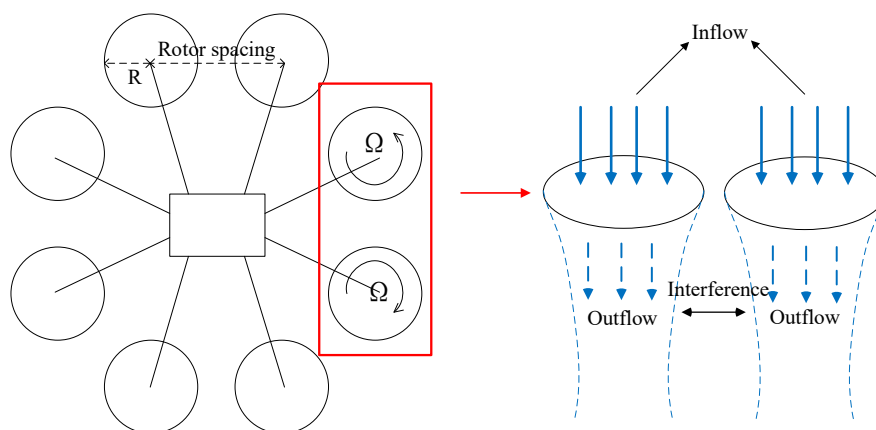 Rotor spacing
R
Ω
Ω
Inflow
Interference
Outflow
Outflow